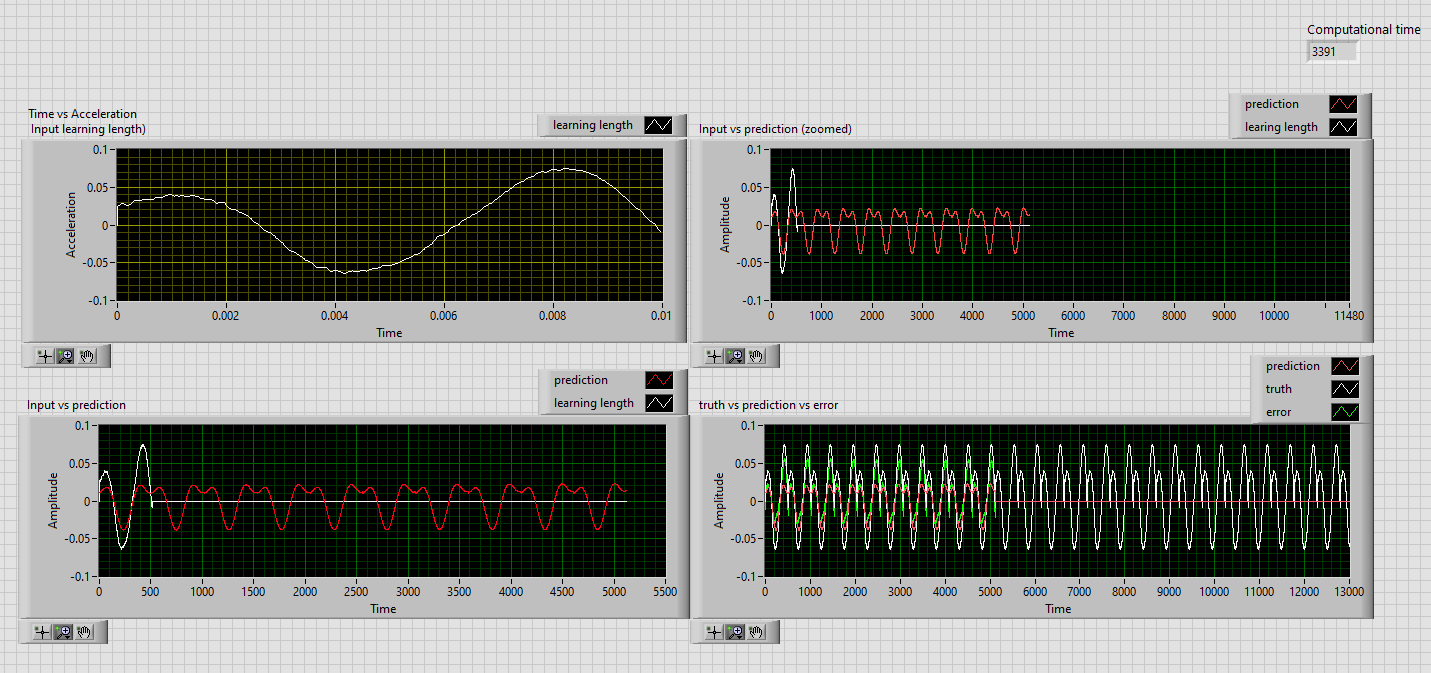 Computational time
3391
Time vs Acceleration
Input learning length)
learning length
0.1
0.05
0
-0.05
-0.1
Acceleration
0 0.002 0.004 0.006 0.008 0.01
Time
Input vs prediction (zoomed)
prediction
learing length
0.1
0.05
0
-0.05
-0.1
Amplitude
0 1000 2000 3000 4000 5000 6000 7000 8000 9000 10000 11480
Time
Input vs prediction
prediction
learning length
0.1
0.05
0
-0.05
-0.1
Amplitude
0 500 1000 1500 2000 2500 3000 3500 4000 4500 5000 5500
Time
truth vs prediction vs error
prediction
truth
error
0.1
0.05
0
-0.05
-0.1
Amplitude
0 1000 2000 3000 4000 5000 6000 7000 8000 9000 10000 11000 12000 13000
Time